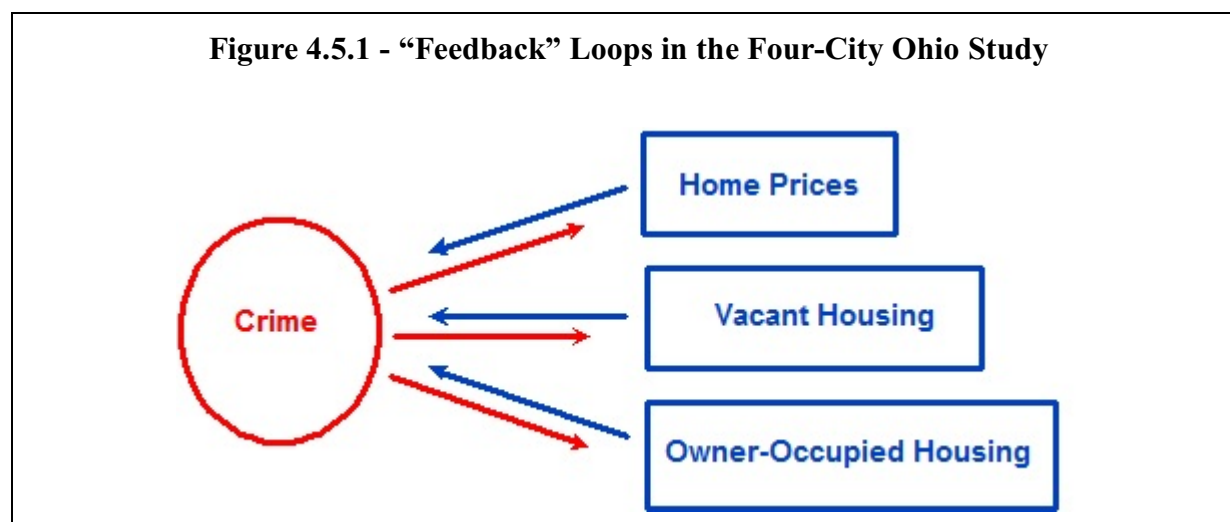 Figure 4.5.1 - “Feedback” Loops in the Four-City Ohio Study
Home Prices
Crime
Vacant Housing
Owner-Occupied Housing